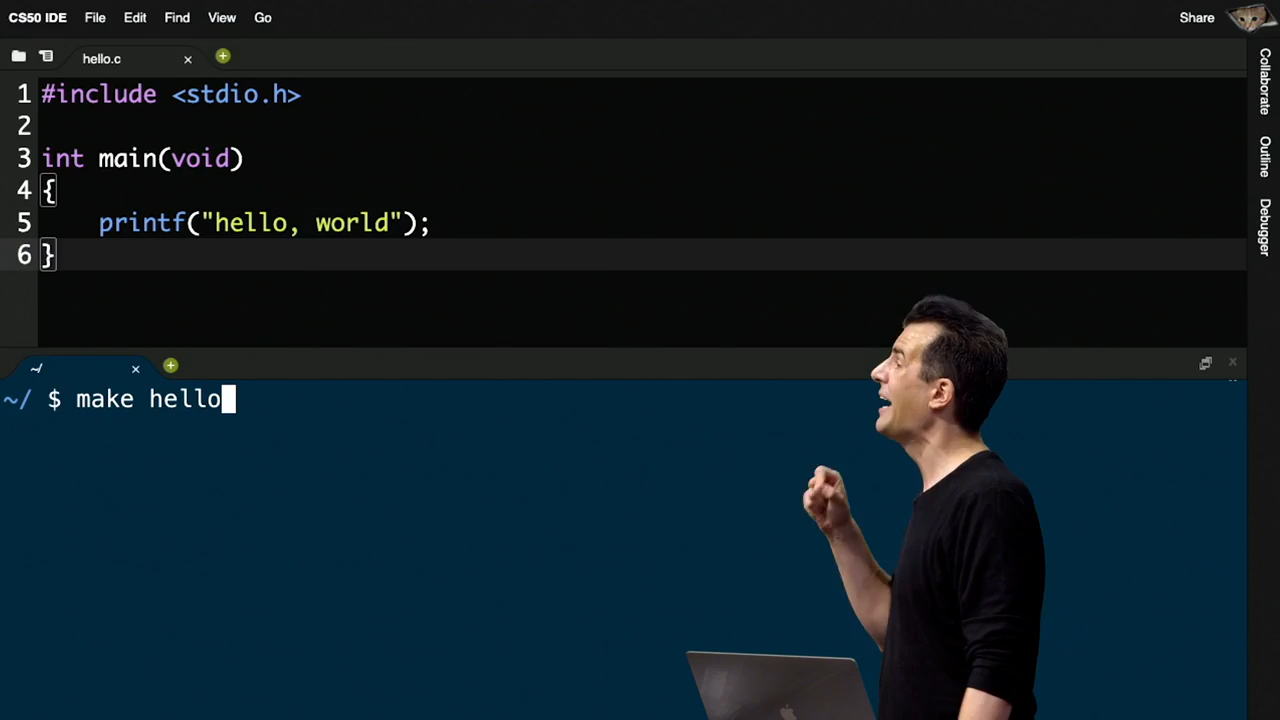 CS50 IDE File Edit Find View Go Share
hello.c
1 #include <stdio.h>
2
3 int main(void)
4 {
5     printf("hello, world");
6 }
~/ $ make hello
Collaborate
Outline
Debugger